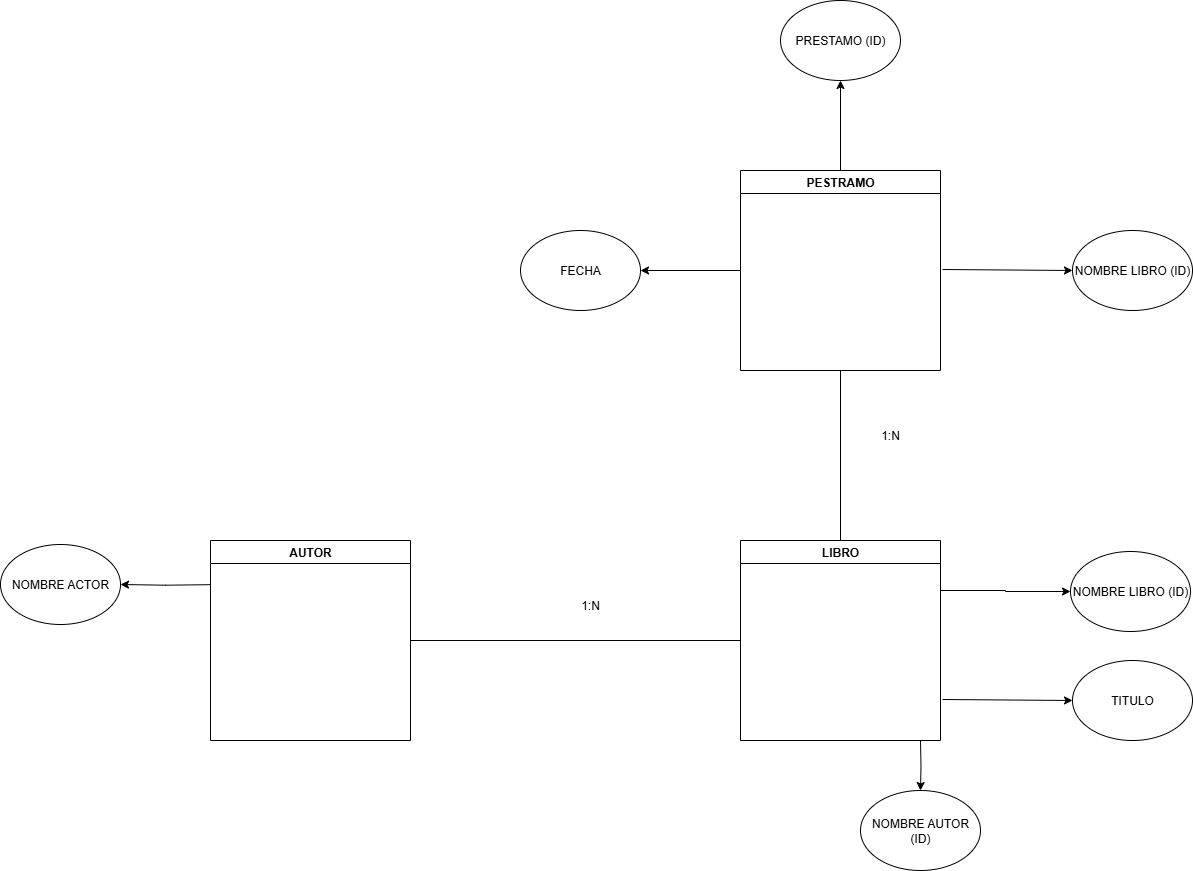 PRESTAMO (ID)
PESTRAMO
FECHA
NOMBRE LIBRO (ID)
1:N
AUTOR
LIBRO
NOMBRE ACTOR
NOMBRE LIBRO (ID)
1:N
TITULO
NOMBRE AUTOR
(ID)